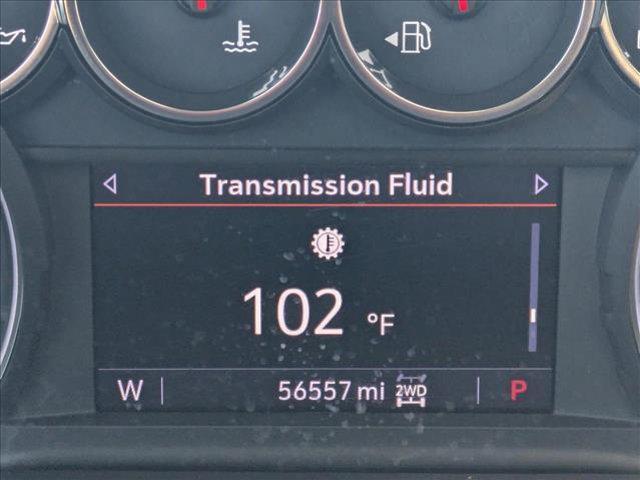 Transmission Fluid
102 °F
W 56557 mi 2WD P